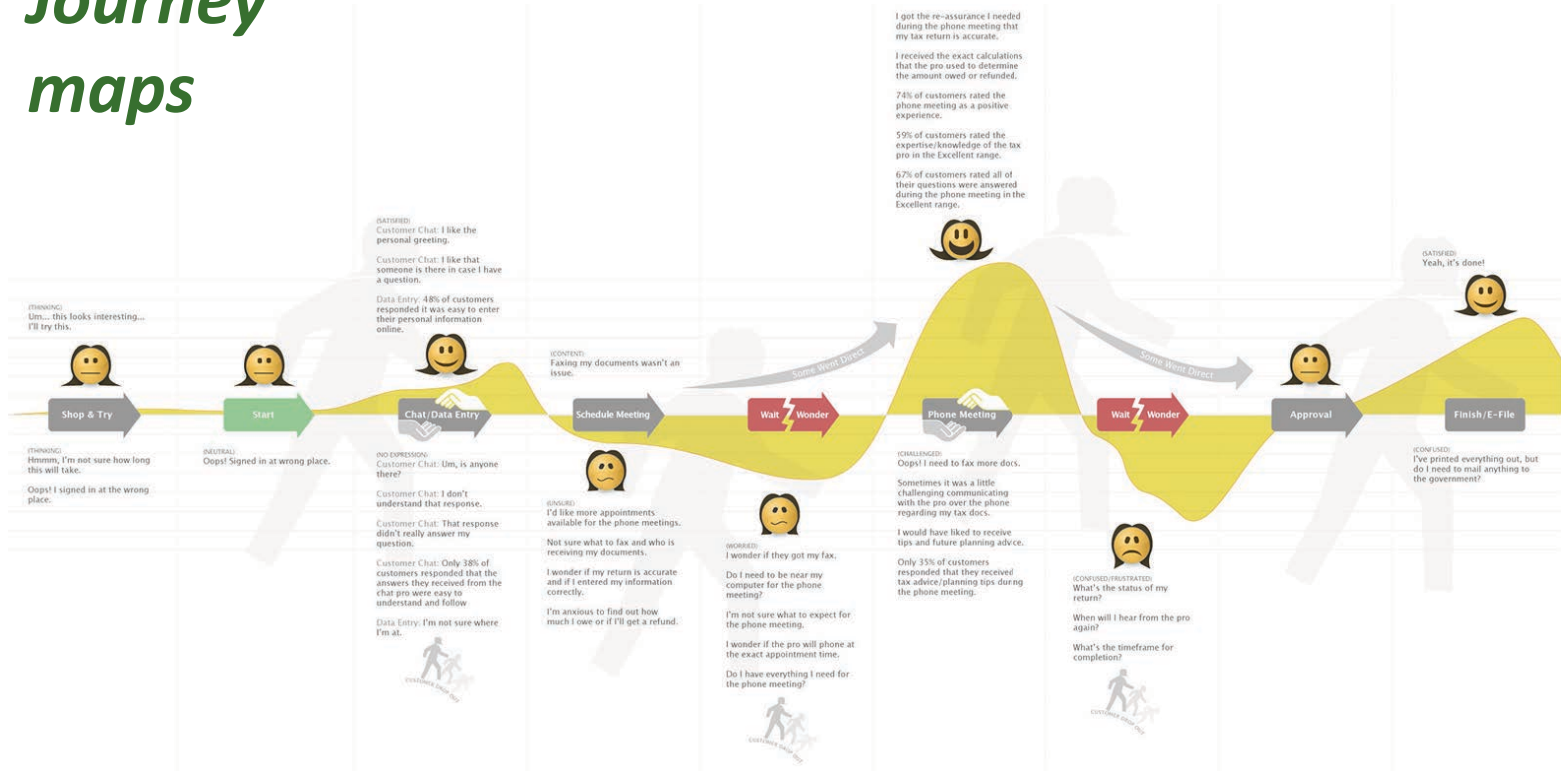 Journey
maps
(THINKING)
Um... this looks interesting...
I'll try this.
Shop & Try
(THINKING)
Hmmm, I'm not sure how long
this will take.
Oops! I signed in at the wrong
place.
Start
(NEUTRAL)
Oops! Signed in at wrong place.
(SATISFIED)
Customer Chat: I like the
personal greeting.
Customer Chat: I like that
someone is there in case I have
a question.
Data Entry: 48% of customers
responded it was easy to enter
their personal information
online.
Chat/Data Entry
(NO EXPRESSION)
Customer Chat: Um, is anyone
there?
Customer Chat: I don't
understand that response.
Customer Chat: That response
didn't really answer my
question.
Customer Chat: Only 38% of
customers responded that the
answers they received from the
chat pro were easy to
understand and follow
Data Entry: I'm not sure where
I'm at.
CUSTOMER DROP OUT
(CONTENT)
Faxing my documents wasn't an
issue.
Schedule Meeting
(UNSURE)
I'd like more appointments
available for the phone meetings.
Not sure what to fax and who is
receiving my documents.
I wonder if my return is accurate
and if I entered my information
correctly.
I'm anxious to find out how
much I owe or if I'll get a refund.
Some Went Direct
Wait Wonder
(WORRIED)
I wonder if they got my fax.
Do I need to be near my
computer for the phone
meeting?
I'm not sure what to expect for
the phone meeting.
I wonder if the pro will phone at
the exact appointment time.
Do I have everything I need for
the phone meeting?
CUSTOMER DROP OUT
I got the re-assurance I needed
during the phone meeting that
my tax return is accurate.
I received the exact calculations
that the pro used to determine
the amount owed or refunded.
74% of customers rated the
phone meeting as a positive
experience.
59% of customers rated the
expertise/knowledge of the tax
pro in the Excellent range.
67% of customers rated all of
their questions were answered
during the phone meeting in the
Excellent range.
Phone Meeting
(CHALLENGED)
Oops! I need to fax more docs.
Sometimes it was a little
challenging communicating
with the pro over the phone
regarding my tax docs.
I would have liked to receive
tips and future planning advice.
Only 35% of customers
responded that they received
tax advice/planning tips during
the phone meeting.
Some Went Direct
Wait Wonder
(CONFUSED/FRUSTRATED)
What's the status of my
return?
When will I hear from the pro
again?
What's the timeframe for
completion?
CUSTOMER DROP OUT
Approval
(SATISFIED)
Yeah, it's done!
Finish/E-File
(CONFUSED)
I've printed everything out, but
do I need to mail anything to
the government?